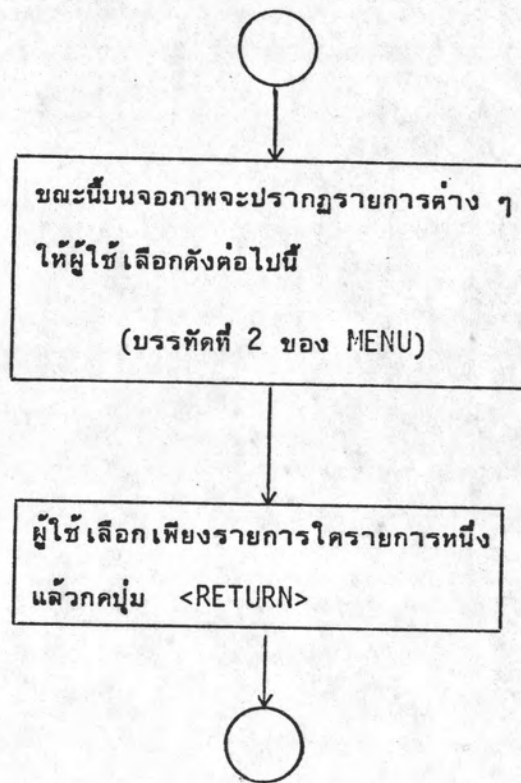 ขณะนี้บนจอภาพจะปรากฏรายการต่าง ๆ
ให้ผู้ใช้เลือกดังต่อไปนี้
(บรรทัดที่ 2 ของ MENU)
ผู้ใช้เลือกเพียงรายการใดรายการหนึ่ง
แล้วกดปุ่ม <RETURN>